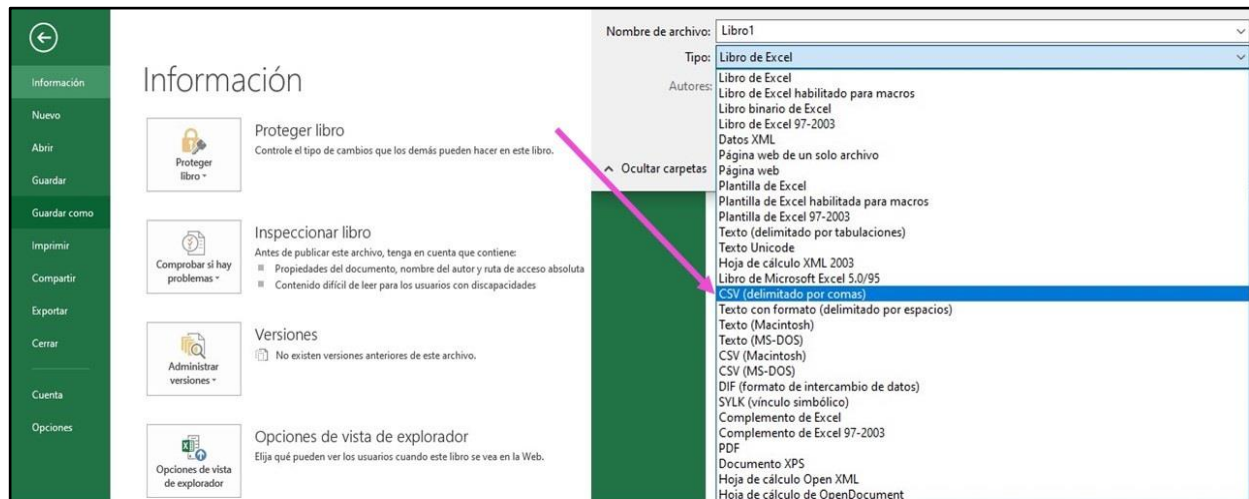 Información
Nuevo
Abrir
Guardar
Guardar como
Imprimir
Compartir
Exportar
Cerrar
Cuenta
Opciones
Información
Proteger libro
Proteger libro
Controle el tipo de cambios que los demás pueden hacer en este libro.
Comprobar si hay problemas
Inspeccionar libro
Antes de publicar este archivo, tenga en cuenta que contiene:
Propiedades del documento, nombre del autor y ruta de acceso absoluta
Contenido difícil de leer para los usuarios con discapacidades
Administrar versiones
Versiones
No existen versiones anteriores de este archivo.
Opciones de vista de explorador
Opciones de vista de explorador
Elija qué pueden ver los usuarios cuando este libro se vea en la Web.
Nombre de archivo: Libro1
Tipo: Libro de Excel
Autores:
Ocultar carpetas
Libro de Excel
Libro de Excel habilitado para macros
Libro binario de Excel
Libro de Excel 97-2003
Datos XML
Página web de un solo archivo
Página web
Plantilla de Excel
Plantilla de Excel habilitada para macros
Plantilla de Excel 97-2003
Texto (delimitado por tabulaciones)
Texto Unicode
Hoja de cálculo XML 2003
Libro de Microsoft Excel 5.0/95
CSV (delimitado por comas)
Texto con formato (delimitado por espacios)
Texto (Macintosh)
Texto (MS-DOS)
CSV (Macintosh)
CSV (MS-DOS)
DIF (formato de intercambio de datos)
SYLK (vínculo simbólico)
Complemento de Excel
Complemento de Excel 97-2003
PDF
Documento XPS
Hoja de cálculo Open XML
Hoja de cálculo de OpenDocument